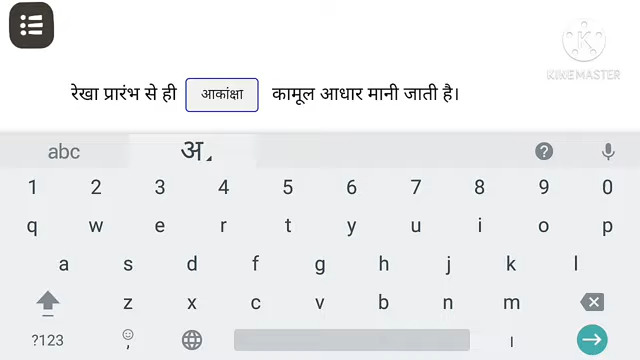 KINEMASTER
रेखा प्रारंभ से ही आकांक्षा कामूल आधार मानी जाती है।
abc अ
1 2 3 4 5 6 7 8 9 0
q w e r t y u i o p
a s d f g h j k l
z x c v b n m
?123 , ।